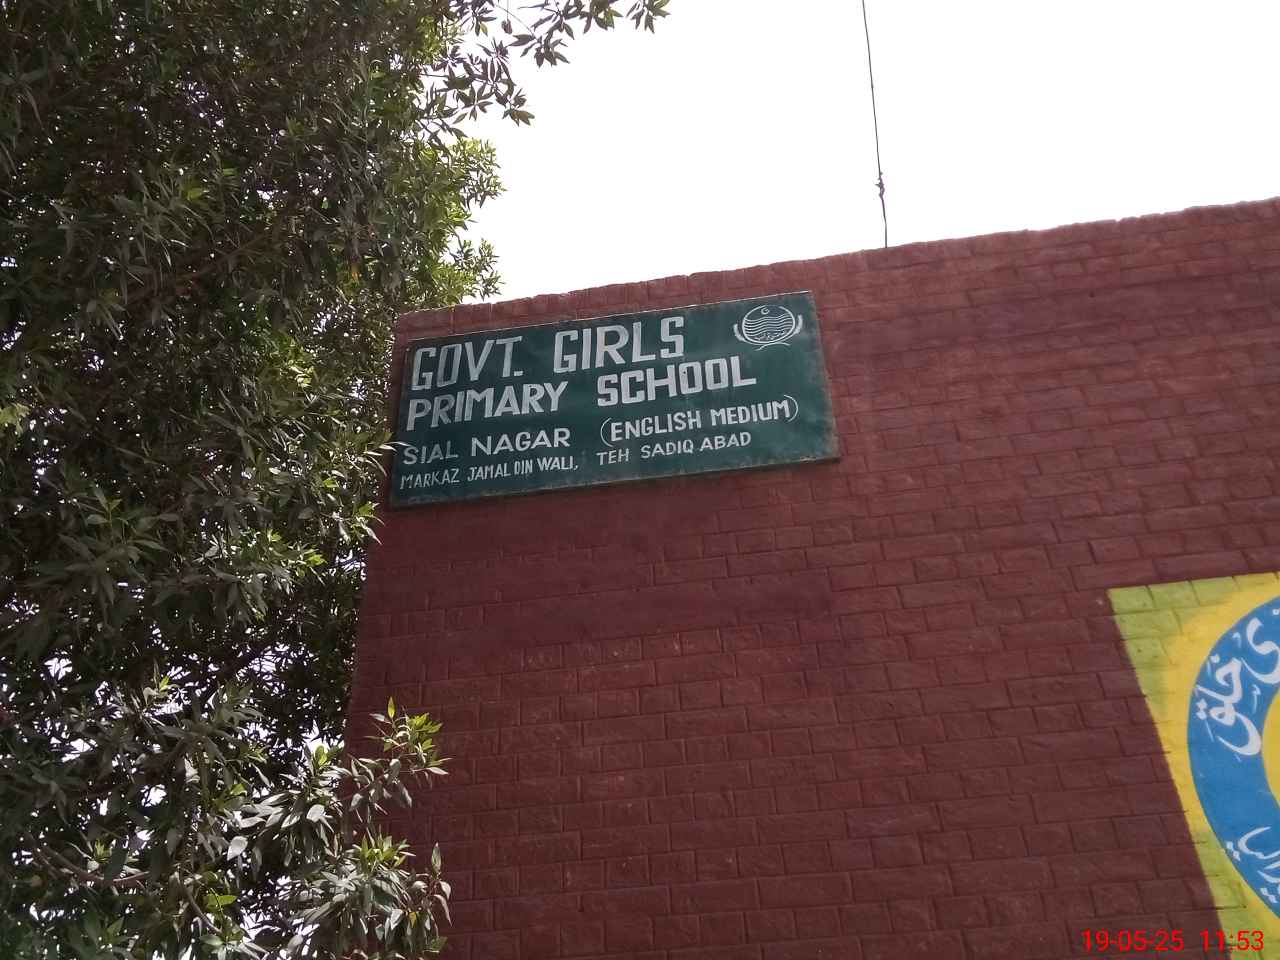 GOVT. GIRLS
PRIMARY SCHOOL
SIAL NAGAR (ENGLISH MEDIUM)
MARKAZ JAMAL DIN WALI, TEH SADIQ ABAD
خلق
19-05-25 11:53